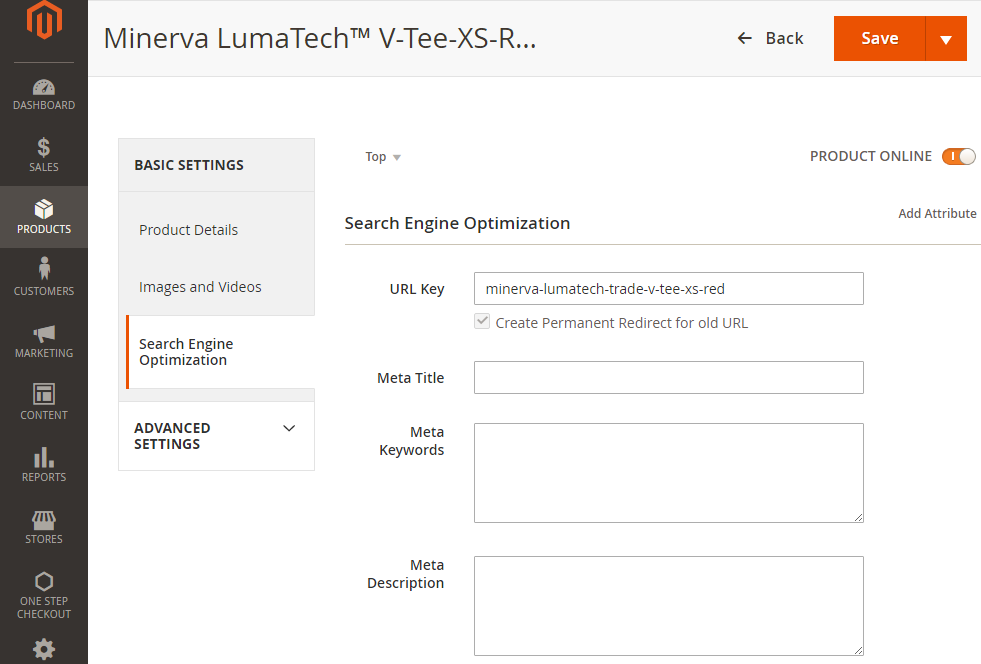 Minerva LumaTech™ V-Tee-XS-R...
Back
Save
DASHBOARD
SALES
PRODUCTS
CUSTOMERS
MARKETING
CONTENT
REPORTS
STORES
ONE STEP
CHECKOUT
BASIC SETTINGS
Product Details
Images and Videos
Search Engine
Optimization
ADVANCED
SETTINGS
Top
PRODUCT ONLINE
Search Engine Optimization
Add Attribute
URL Key
minerva-lumatech-trade-v-tee-xs-red
Create Permanent Redirect for old URL
Meta Title
Meta
Keywords
Meta
Description